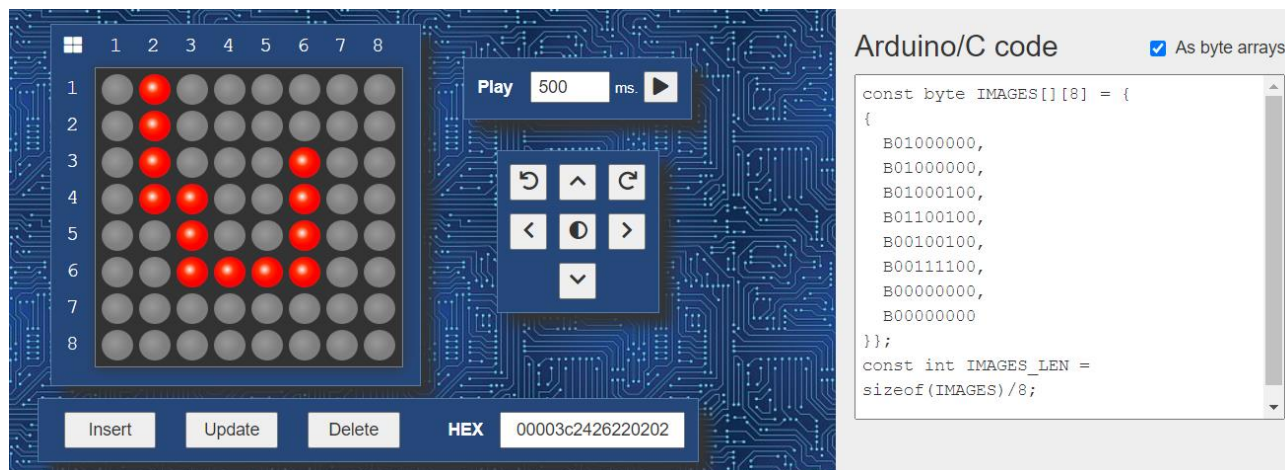 1 2 3 4 5 6 7 8
1
2
3
4
5
6
7
8
Play 500 ms.
Insert Update Delete HEX 00003c2426220202
Arduino/C code As byte arrays
const byte IMAGES[][8] = {
{
B01000000,
B01000000,
B01000100,
B01100100,
B00100100,
B00111100,
B00000000,
B00000000
}};
const int IMAGES_LEN =
sizeof(IMAGES)/8;